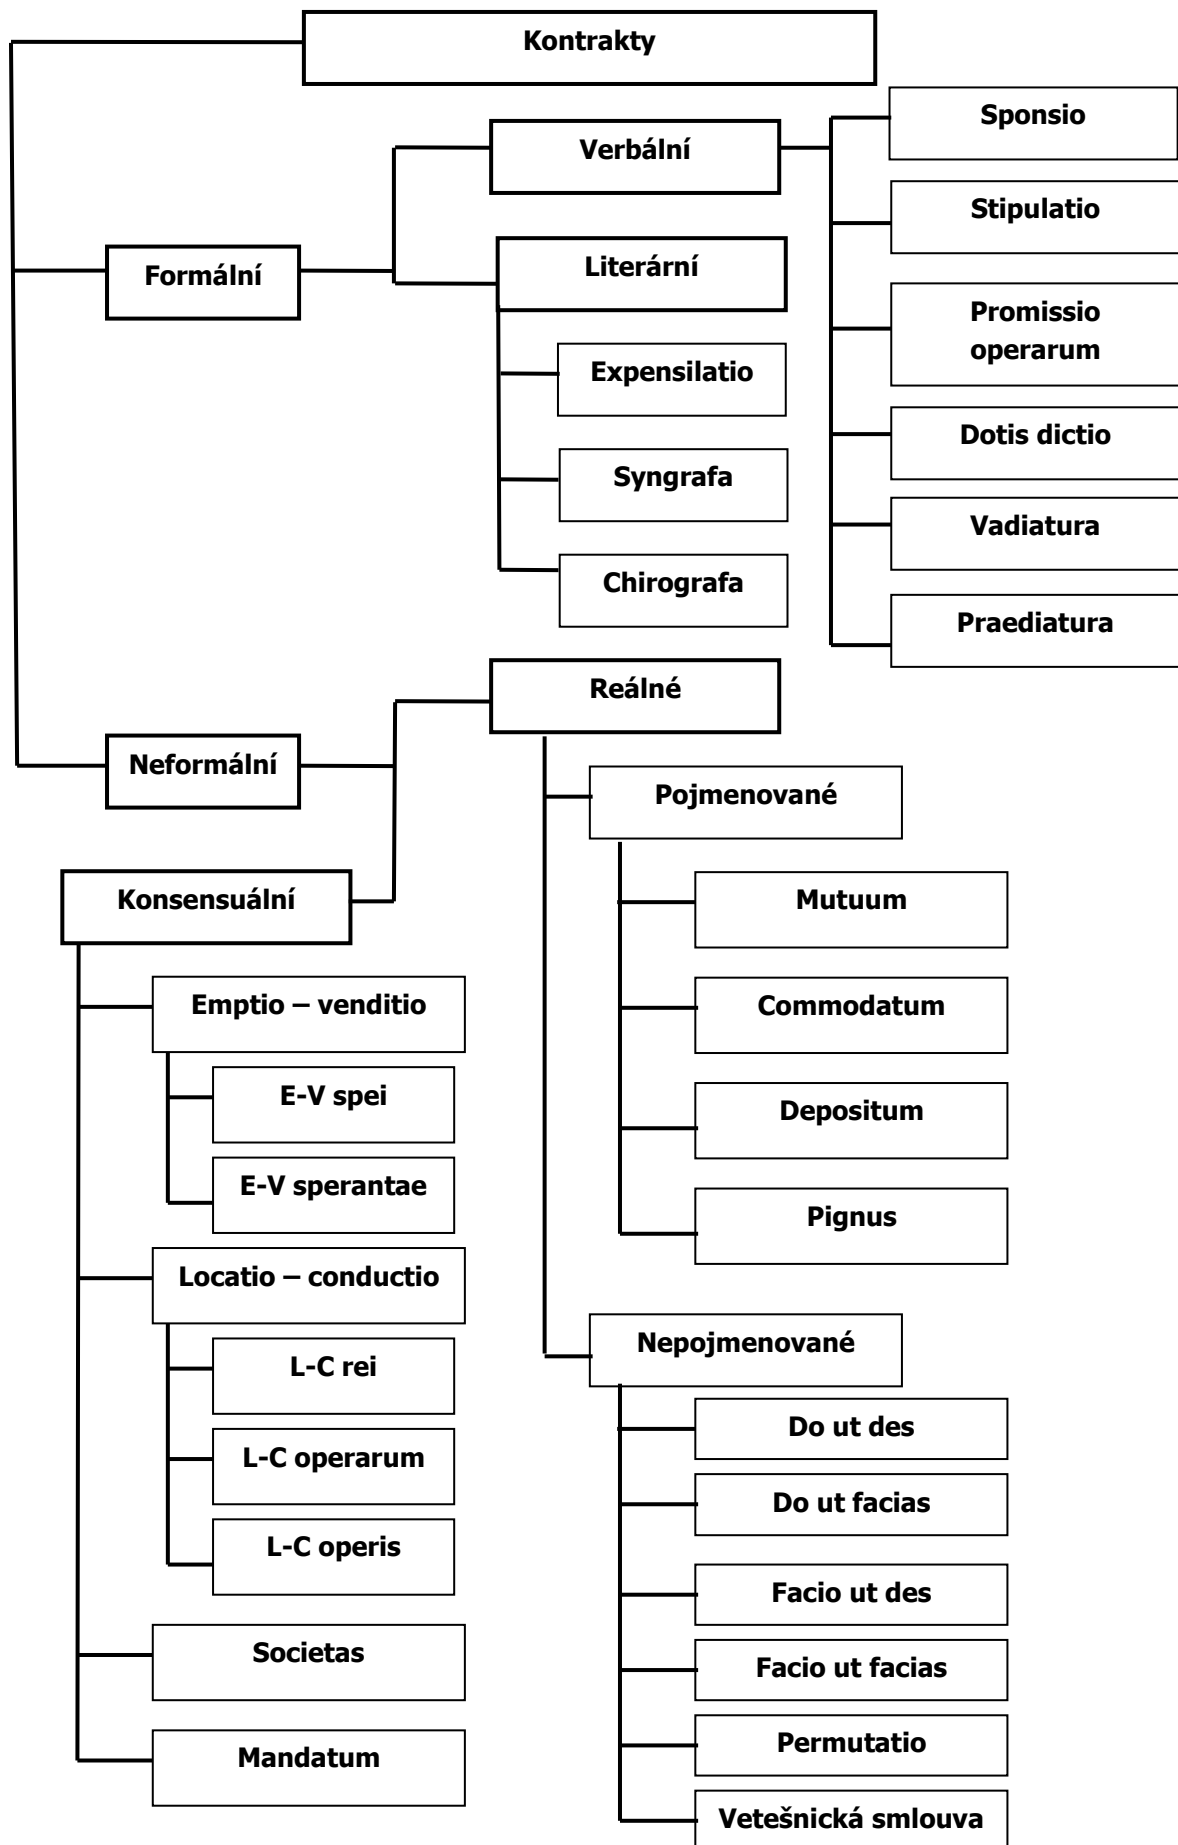 Kontrakty
Formální
Verbální
Sponsio
Stipulatio
Promissio
operarum
Dotis dictio
Vadiatura
Praediatura
Literární
Expensilatio
Syngrafa
Chirografa
Neformální
Reálné
Pojmenované
Mutuum
Commodatum
Depositum
Pignus
Nepojmenované
Do ut des
Do ut facias
Facio ut des
Facio ut facias
Permutatio
Vetešnická smlouva
Konsensuální
Emptio – venditio
E-V spei
E-V sperantae
Locatio – conductio
L-C rei
L-C operarum
L-C operis
Societas
Mandatum